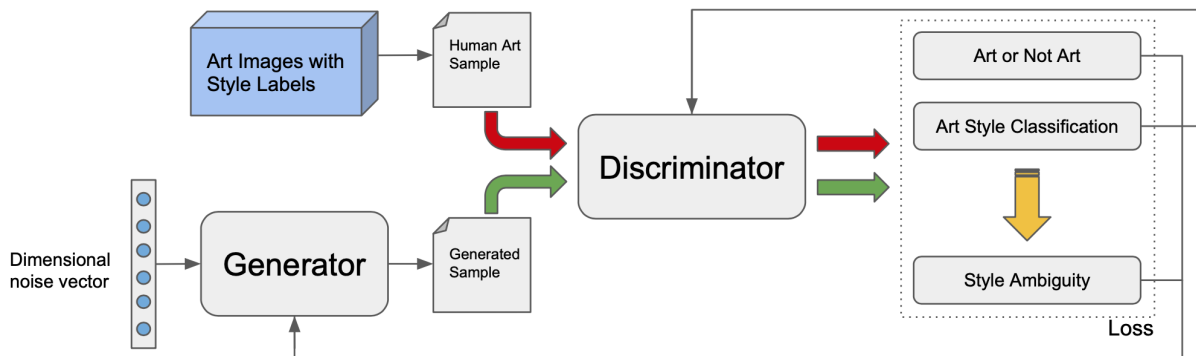 Art Images with
Style Labels
Human Art
Sample
Art or Not Art
Art Style Classification
Discriminator
Dimensional
noise vector
Generator
Generated
Sample
Style Ambiguity
Loss